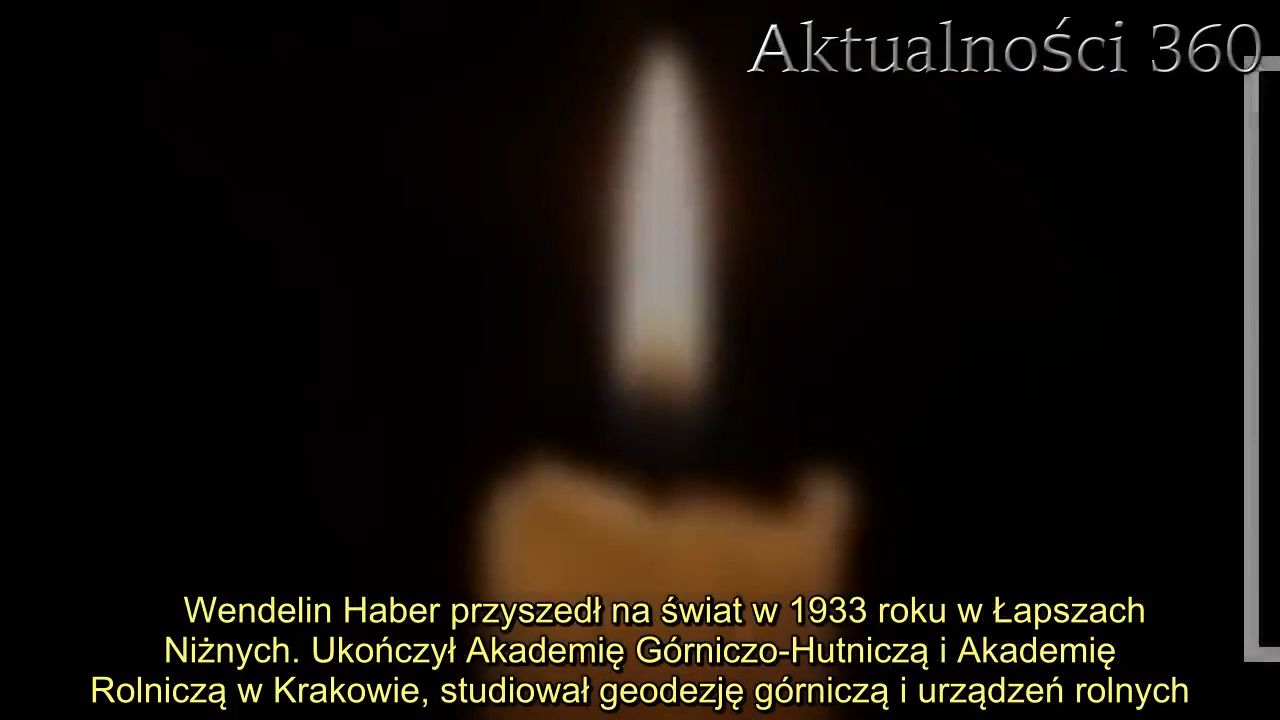 Aktualności 360
Wendelin Haber przyszedł na świat w 1933 roku w Łapszach
Niżnych. Ukończył Akademię Górniczo-Hutniczą i Akademię
Rolniczą w Krakowie, studiował geodezję górniczą i urządzeń rolnych